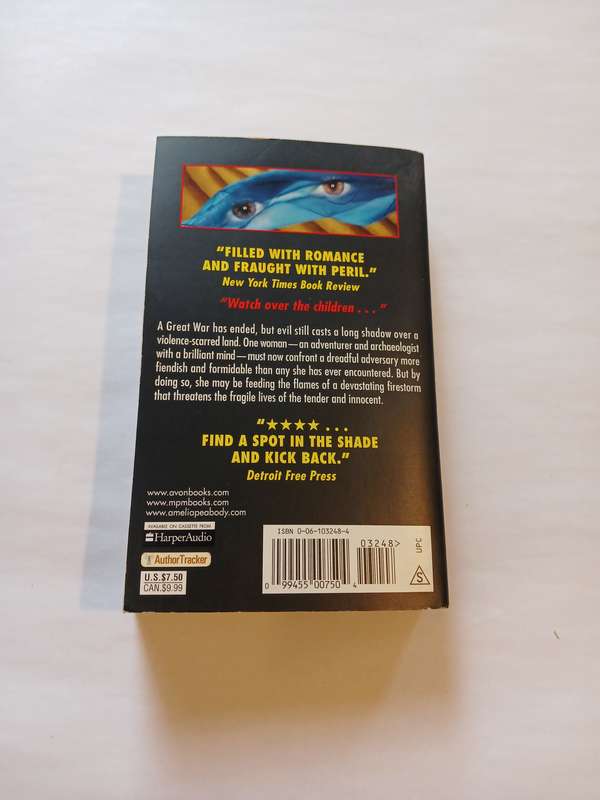 “FILLED WITH ROMANCE
AND FRAUGHT WITH PERIL.”
New York Times Book Review
“Watch over the children . . . ”
A Great War has ended, but evil still casts a long shadow over a
violence-scarred land. One woman—an adventurer and archaeologist
with a brilliant mind—must now confront a dreadful adversary more
fiendish and formidable than any she has ever encountered. But by
doing so, she may be feeding the flames of a devastating firestorm
that threatens the fragile lives of the tender and innocent.
“★★★★ . . .
FIND A SPOT IN THE SHADE
AND KICK BACK.”
Detroit Free Press
www.avonbooks.com
www.mpmbooks.com
www.ameliapeabody.com
AVAILABLE ON CASSETTE FROM
HarperAudio
AuthorTracker
U.S.$7.50
CAN.$9.99
ISBN 0-06-103248-4
03248>
0 99455 00750 4
UPC
S